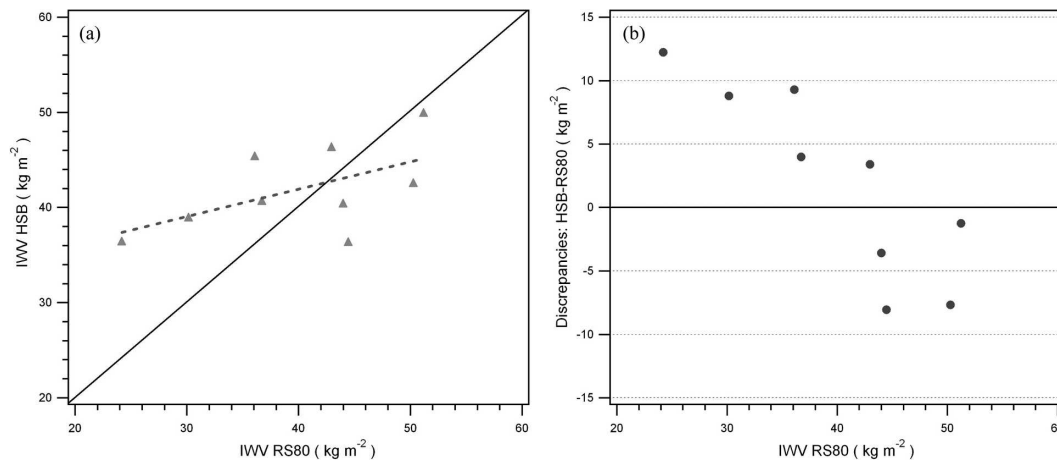 (a)
60
50
40
30
20
IWV HSB ( kg m-2 )
20 30 40 50 60
IWV RS80 ( kg m-2 )
(b)
15
10
5
0
-5
-10
-15
Discrepancies: HSB-RS80 ( kg m-2 )
20 30 40 50 60
IWV RS80 ( kg m-2 )